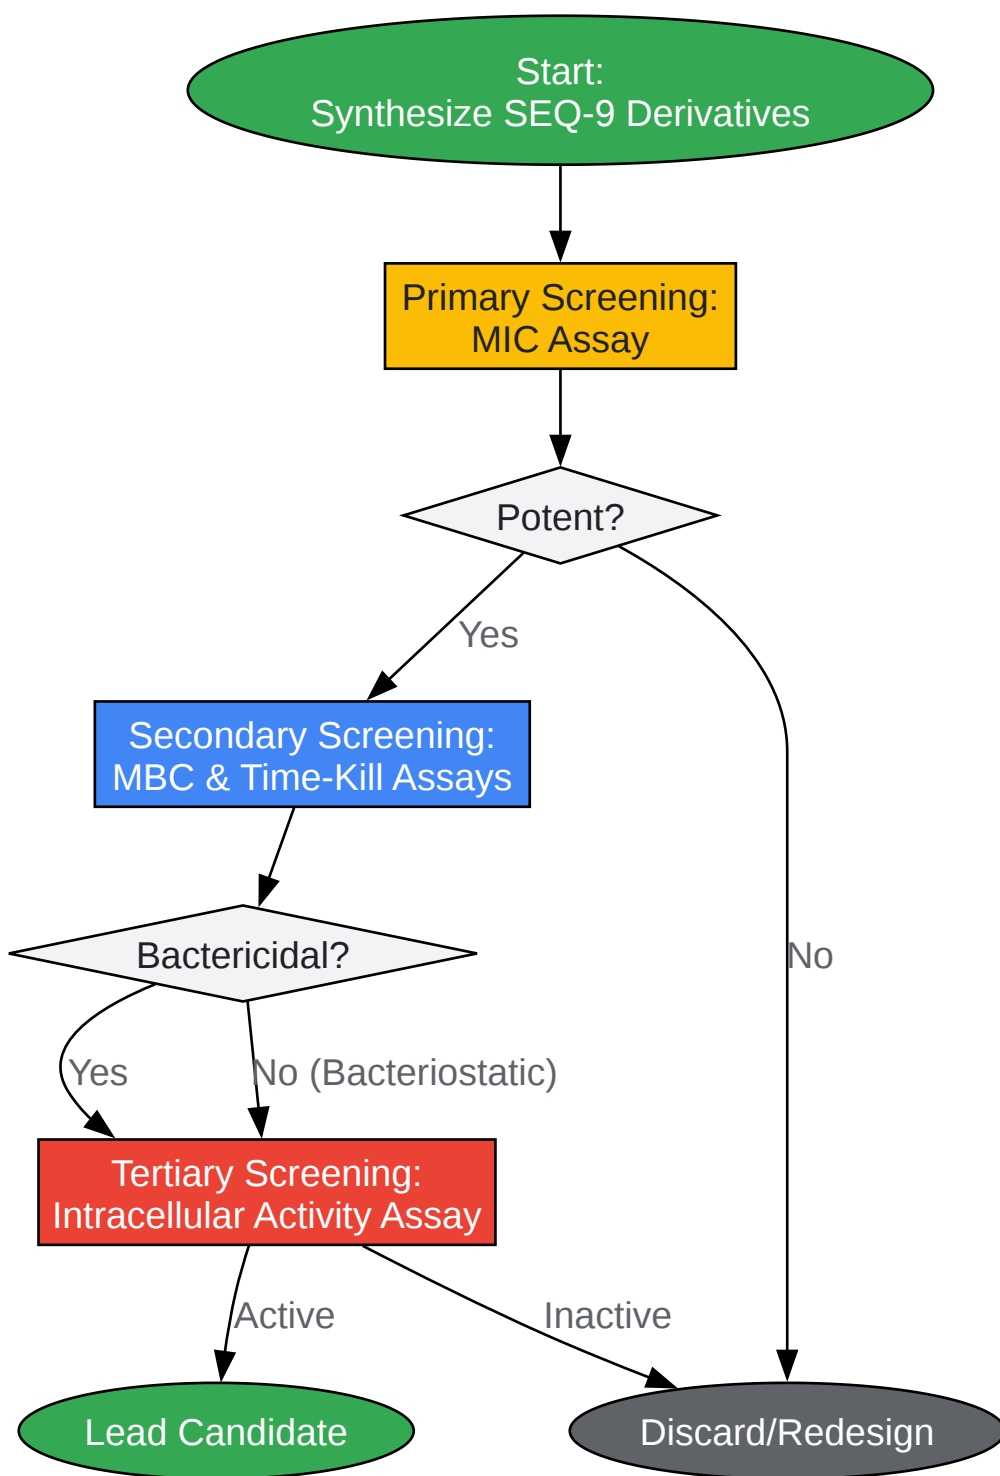 Start:
Synthesize SEQ-9 Derivatives
Primary Screening:
MIC Assay
Potent?
Yes
Secondary Screening:
MBC & Time-Kill Assays
Bactericidal?
No
Yes
No (Bacteriostatic)
Tertiary Screening:
Intracellular Activity Assay
Active
Inactive
Lead Candidate
Discard/Redesign